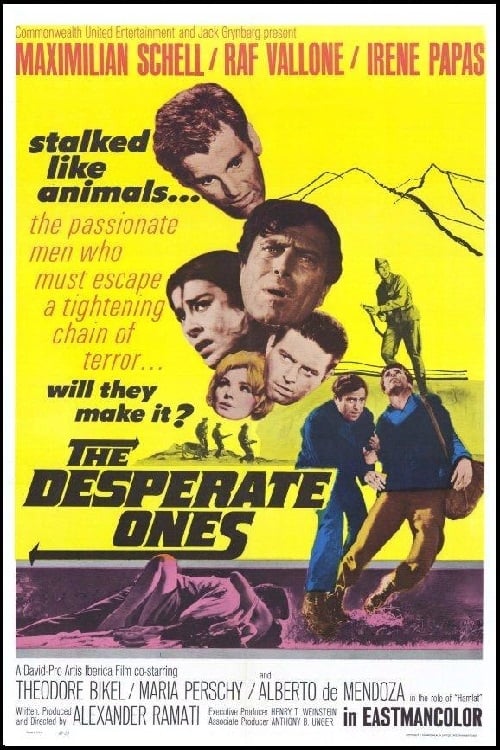 Commonwealth United Entertainment and Jack Grynberg present
MAXIMILIAN SCHELL / RAF VALLONE / IRENE PAPAS
stalked
like
animals...
the passionate
men who
must escape
a tightening
chain of
terror...
will they
make it?
THE
DESPERATE
ONES
A David-Pro Artis Iberica Film co-starring
THEODORE BIKEL / MARIA PERSCHY / and ALBERTO de MENDOZA in the role of "Hamlat"
Written, Produced and Directed by ALEXANDER RAMATI
Executive Producers HENRY T. WEINSTEIN
Associate Producer ANTHONY B. UNGER
in EASTMANCOLOR